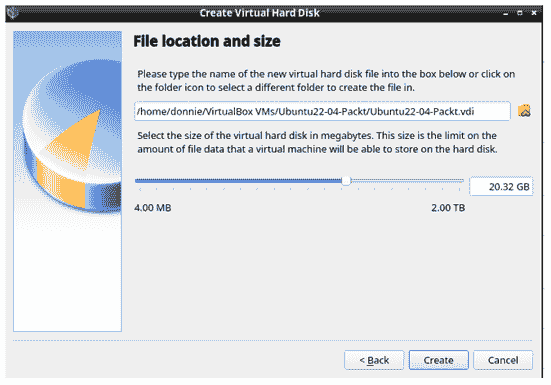 Create Virtual Hard Disk
File location and size
Please type the name of the new virtual hard disk file into the box below or click on
the folder icon to select a different folder to create the file in.
/home/donnie/VirtualBox VMs/Ubuntu22-04-Packt/Ubuntu22-04-Packt.vdi
Select the size of the virtual hard disk in megabytes. This size is the limit on the
amount of file data that a virtual machine will be able to store on the hard disk.
20.32 GB
4.00 MB 2.00 TB
< Back Create Cancel